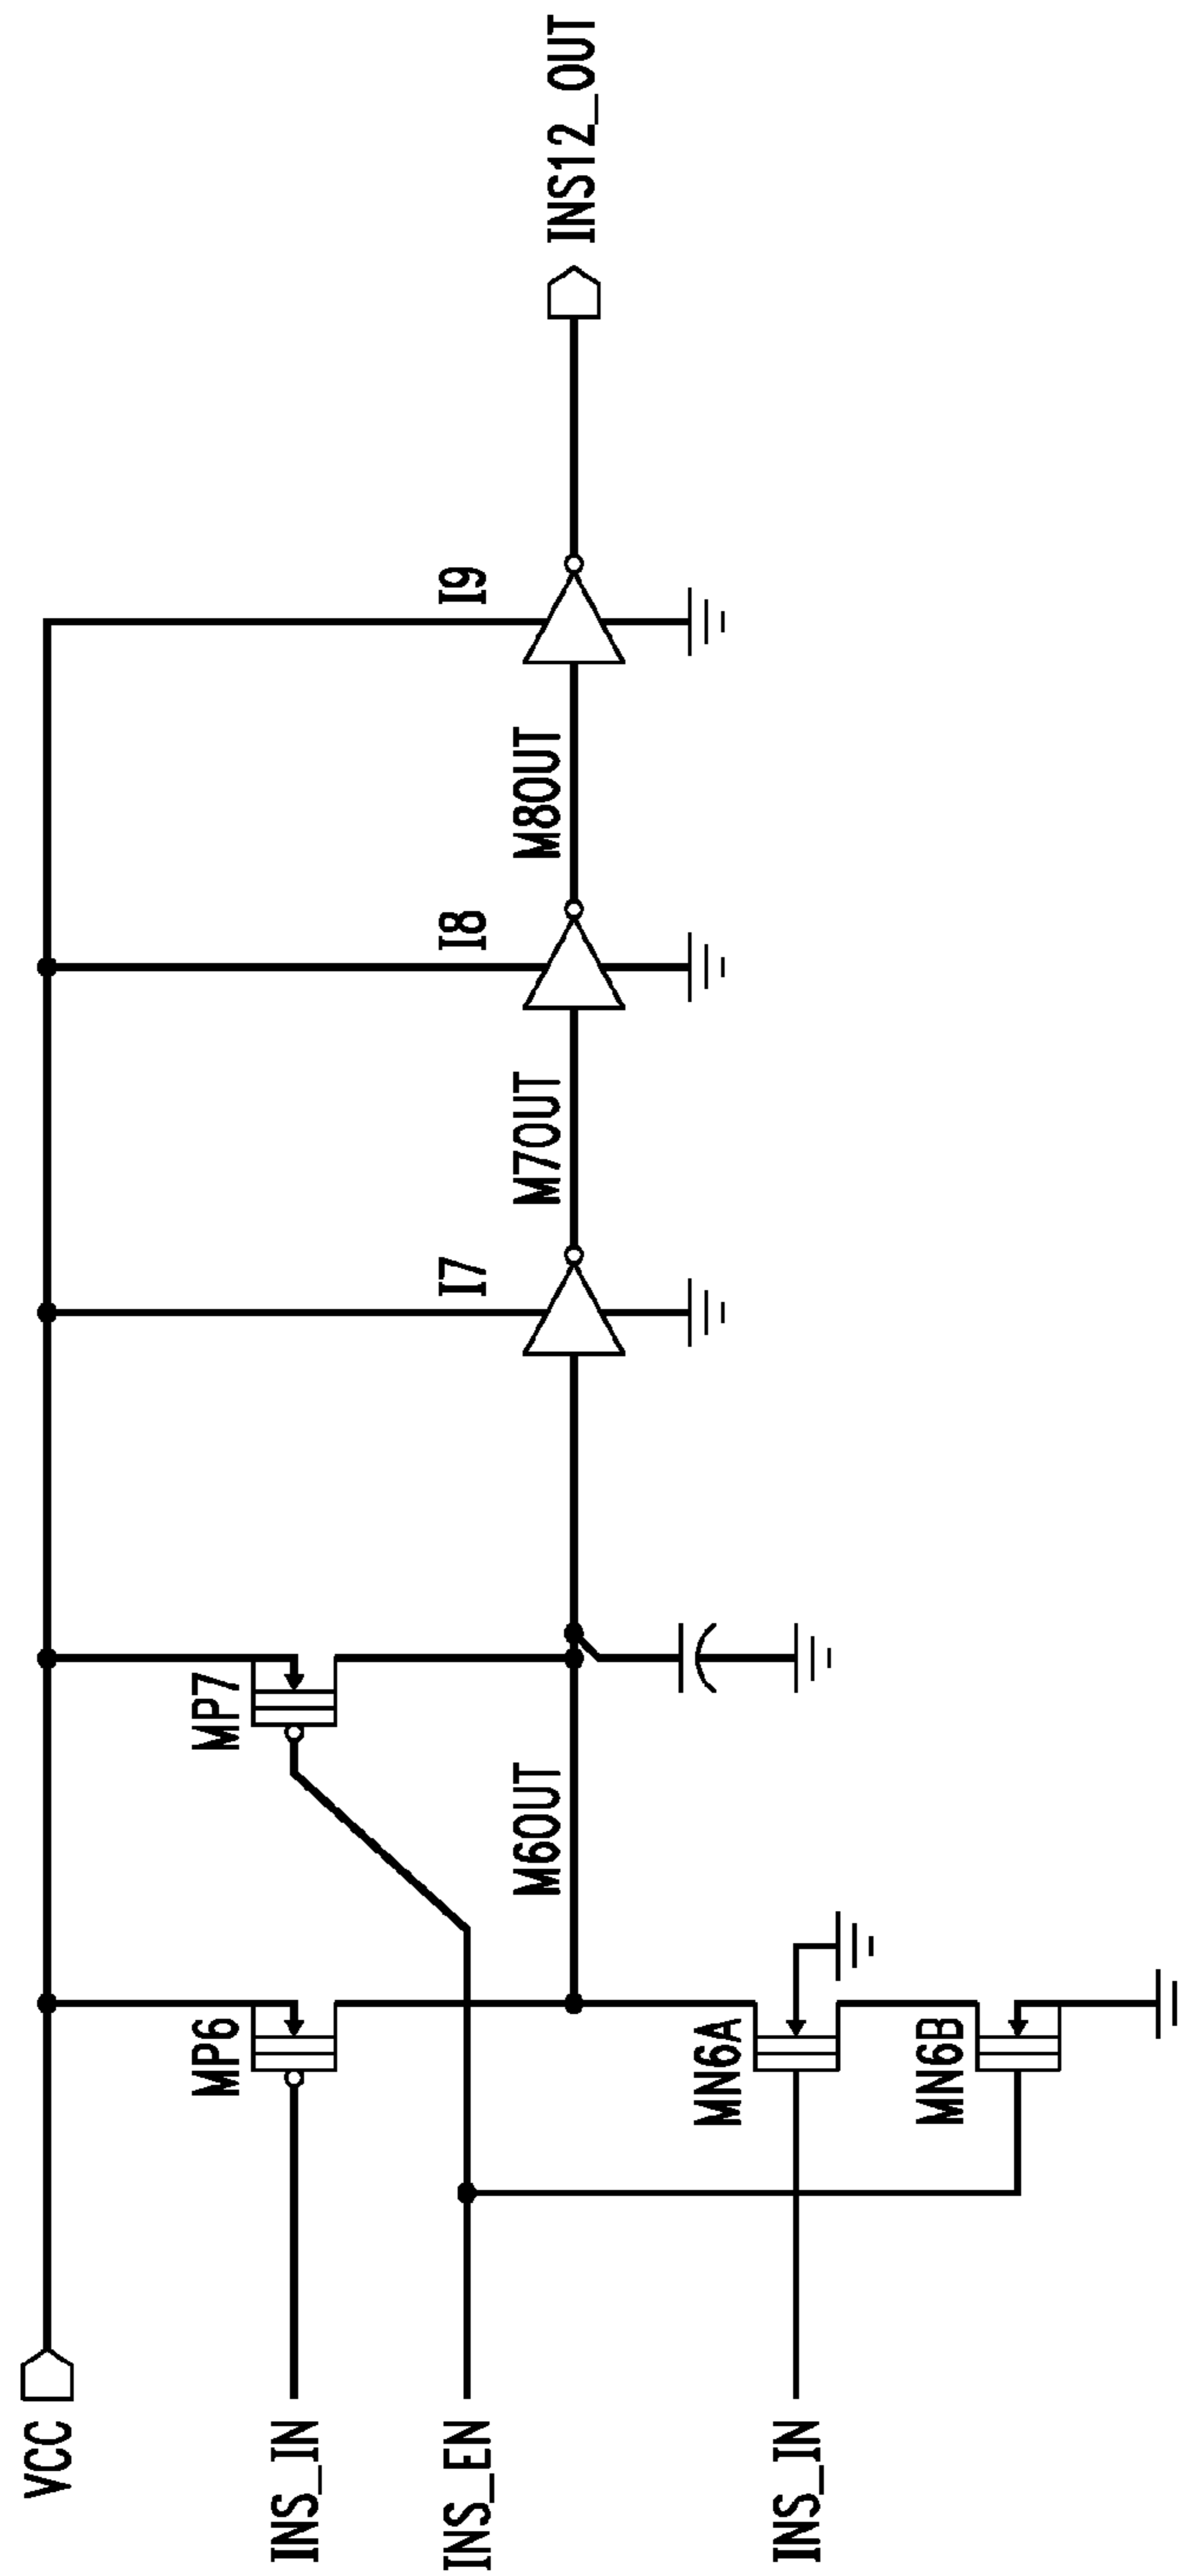 VCC
INS_IN
INS_EN
INS_IN
MP6
MP7
MN6A
MN6B
M6OUT
I7
M7OUT
I8
M8OUT
I9
INS12_OUT